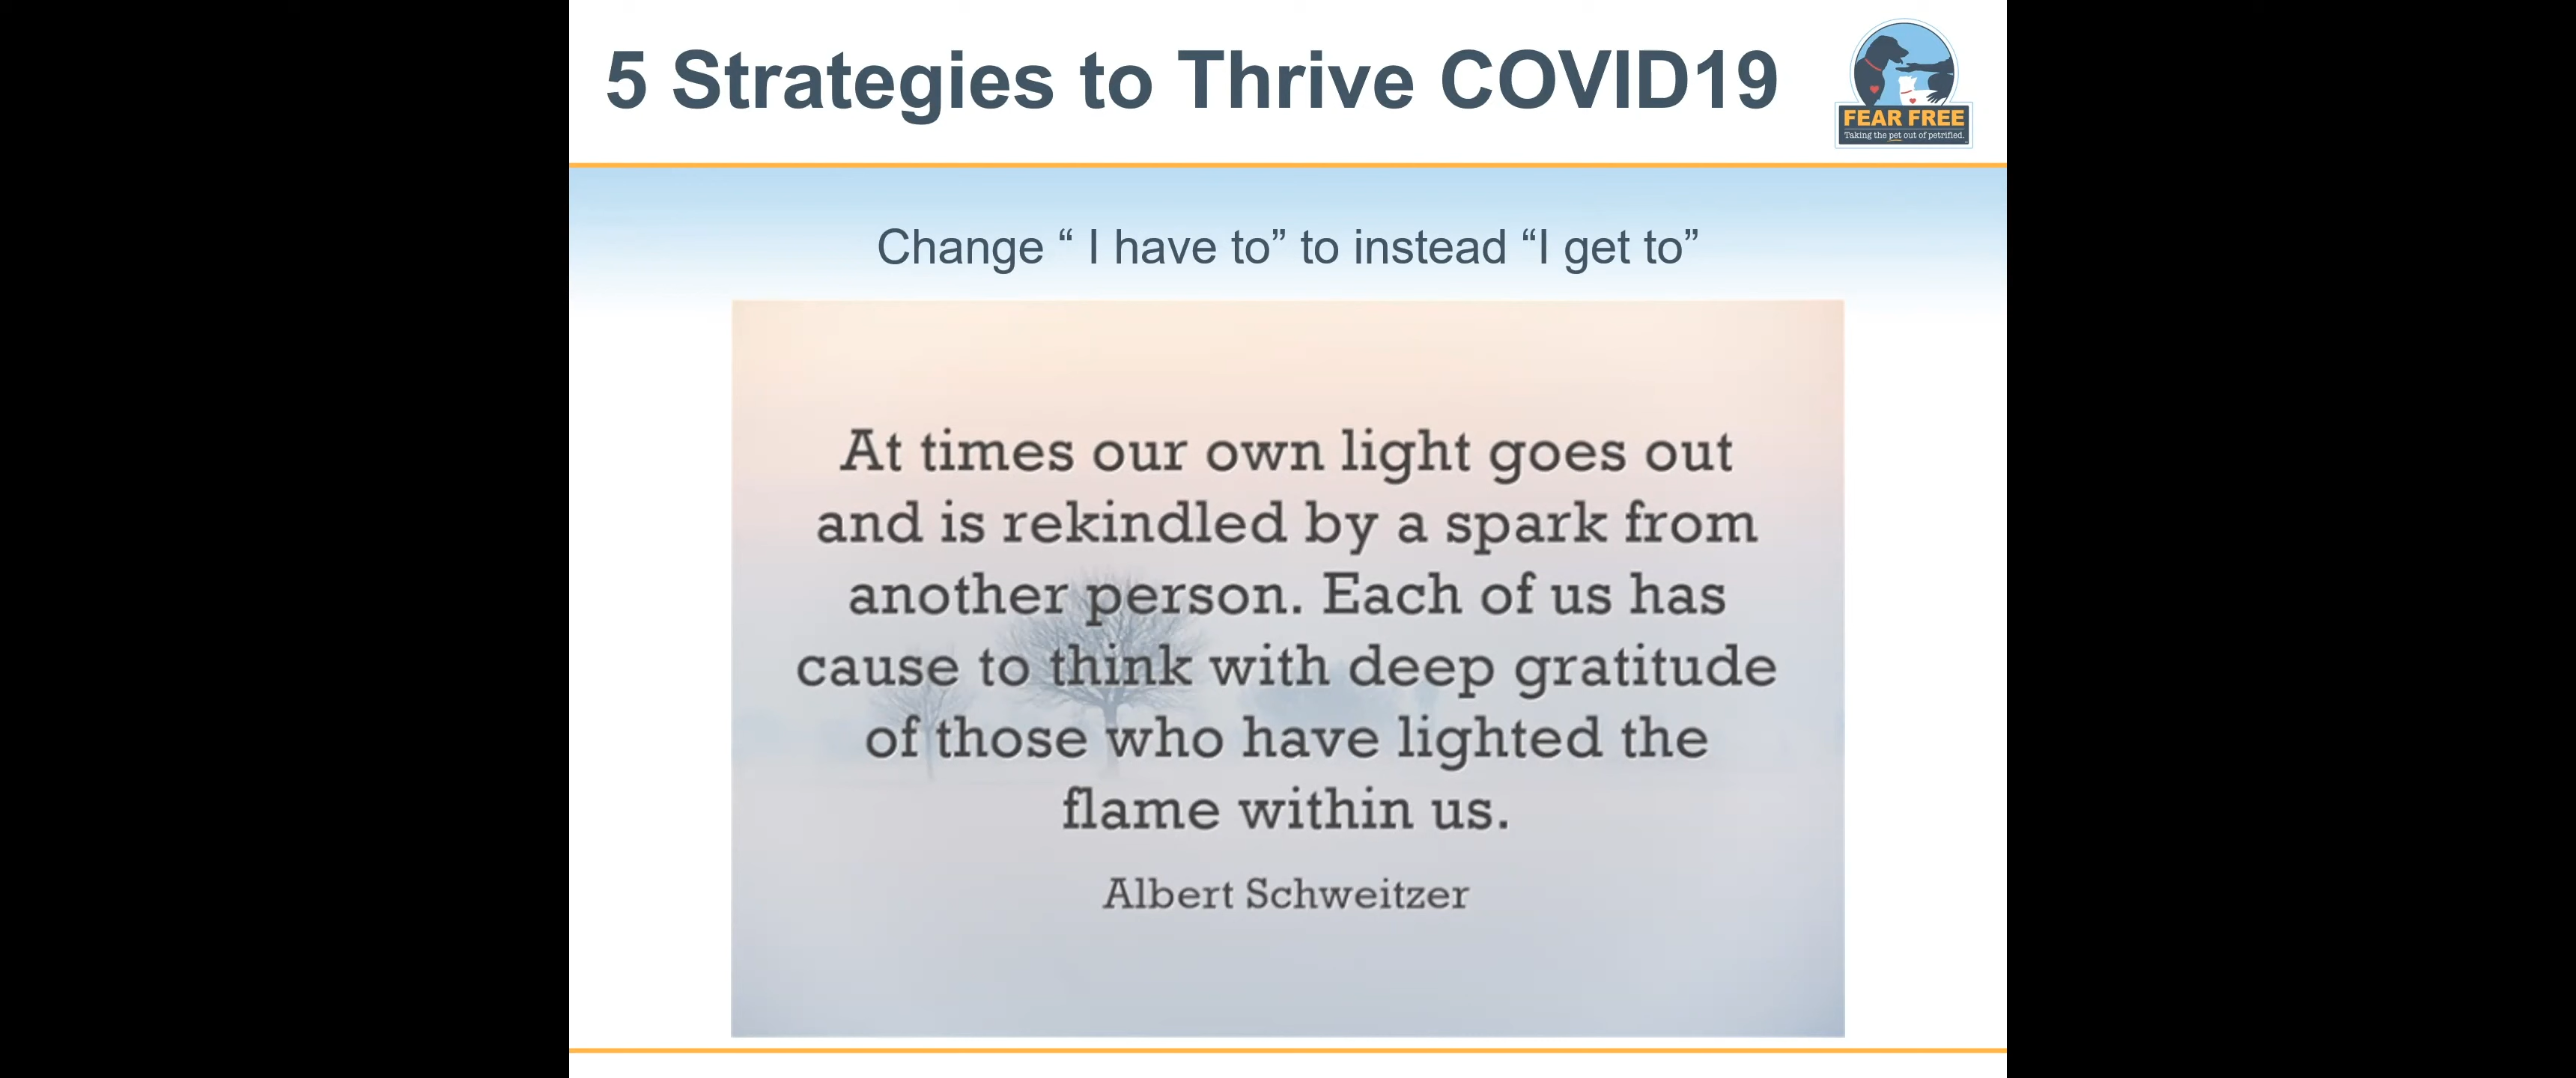 5 Strategies to Thrive COVID19
FEAR FREE
Taking the pet out of petrified.
Change “ I have to” to instead “I get to”
At times our own light goes out
and is rekindled by a spark from
another person. Each of us has
cause to think with deep gratitude
of those who have lighted the
flame within us.
Albert Schweitzer